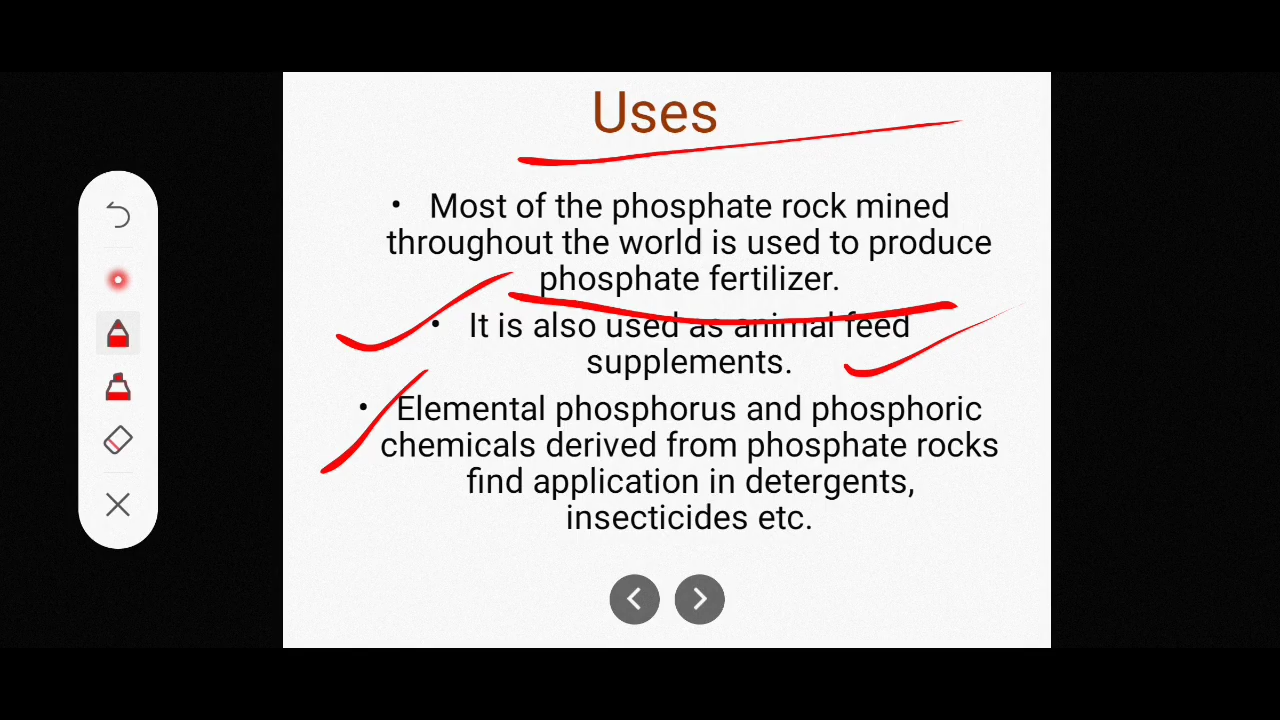 Uses
• Most of the phosphate rock mined
throughout the world is used to produce
phosphate fertilizer.
• It is also used as animal feed
supplements.
• Elemental phosphorus and phosphoric
chemicals derived from phosphate rocks
find application in detergents,
insecticides etc.